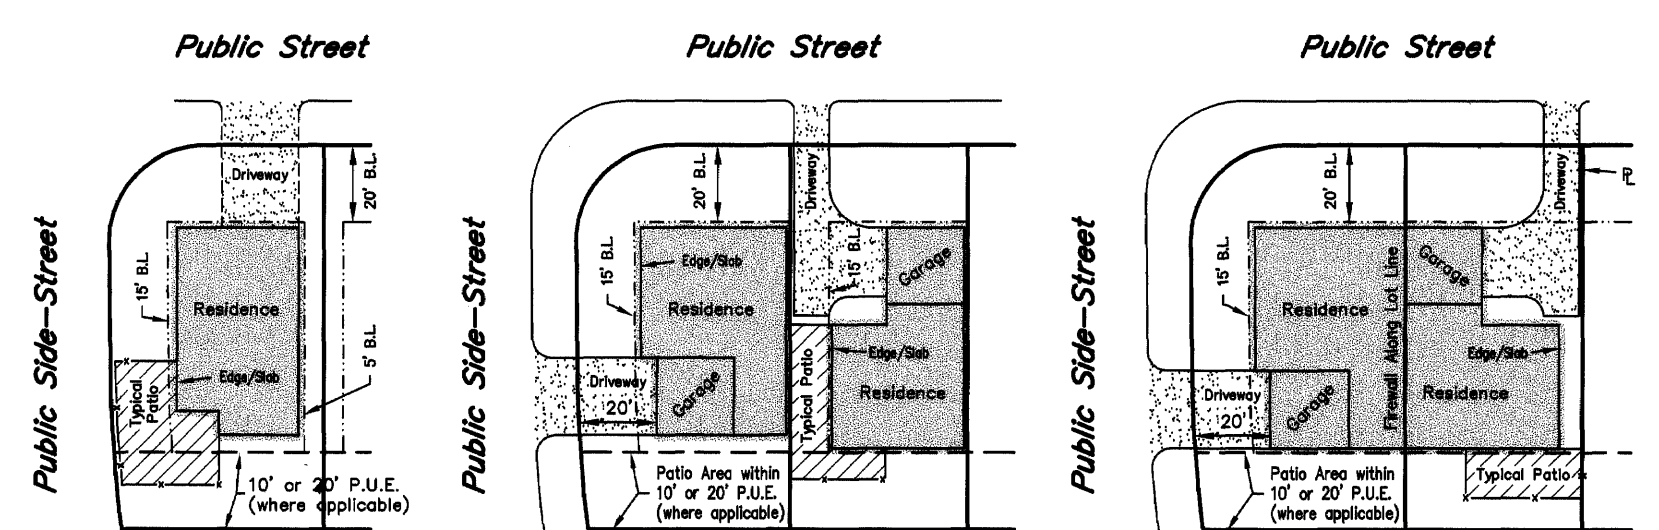 Public Street
Public Side-Street
Driveway
20' B.L.
15' B.L.
Residence
Edge/Slab
5' B.L.
Typical
Patio
10' or 20' P.U.E.
(where applicable)
Public Street
Public Side-Street
20' B.L.
Driveway
15' B.L.
15' B.L.
Edge/Slab
Garage
Residence
Edge/Slab
Driveway
20'
Garage
Typical Patio
Residence
Patio Area within
10' or 20' P.U.E.
(where applicable)
Public Street
Public Side-Street
20' B.L.
Driveway
PL
15' B.L.
Garage
Residence
Firewall Along Lot Line
Edge/Slab
Driveway
20'
Garage
Residence
Patio Area within
10' or 20' P.U.E.
(where applicable)
Typical Patio